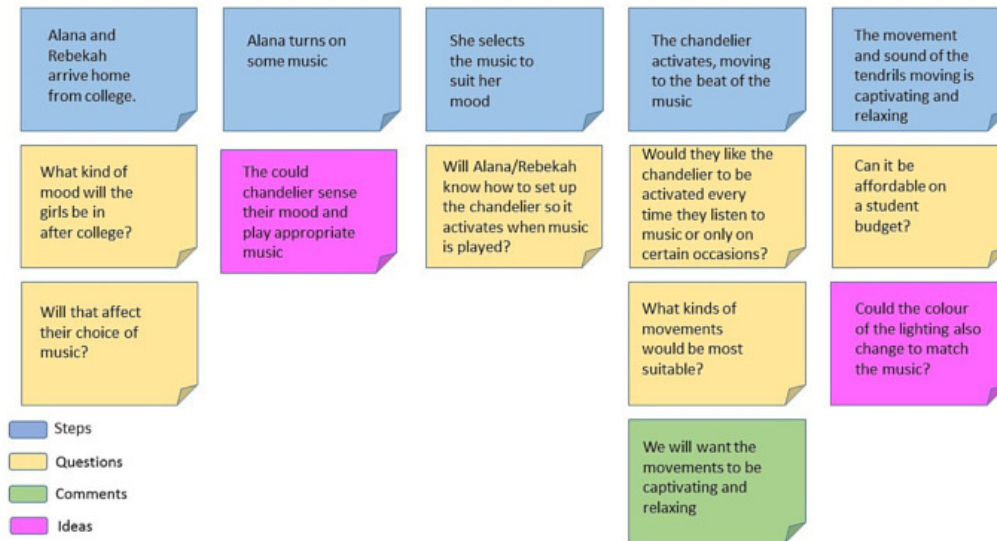 Alana and
Rebekah
arrive home
from college.
Alana turns on
some music
She selects
the music to
suit her
mood
The chandelier
activates, moving
to the beat of the
music
The movement
and sound of the
tendrils moving is
captivating and
relaxing
What kind of
mood will the
girls be in
after college?
The could
chandelier sense
their mood and
play appropriate
music
Will Alana/Rebekah
know how to set up
the chandelier so it
activates when music
is played?
Would they like the
chandelier to be
activated every
time they listen to
music or only on
certain occasions?
Can it be
affordable on
a student
budget?
Will that affect
their choice of
music?
What kinds of
movements
would be most
suitable?
Could the colour
of the lighting also
change to match
the music?
We will want the
movements to be
captivating and
relaxing
Steps
Questions
Comments
Ideas